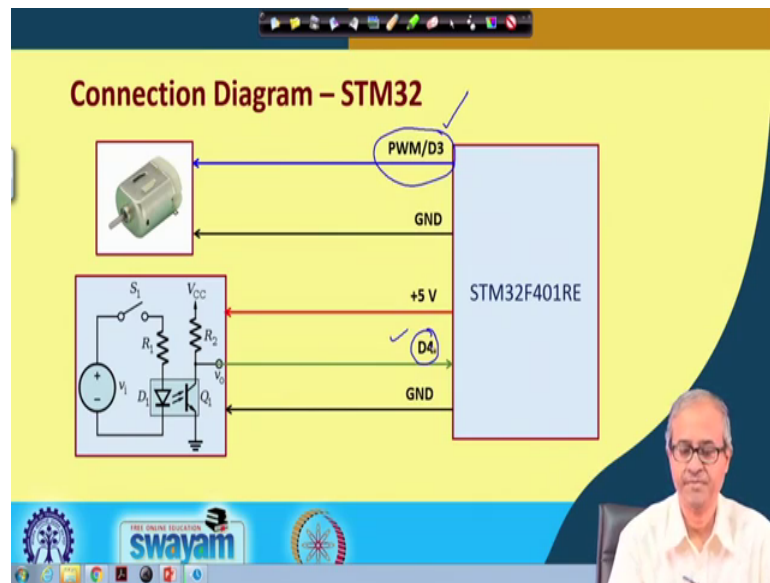 Connection Diagram – STM32
PWM/D3
GND
+5 V
STM32F401RE
D4
GND
S1
VCC
R1
R2
vi
vo
D1
Q1
+
–
FREE ONLINE EDUCATION
swayam